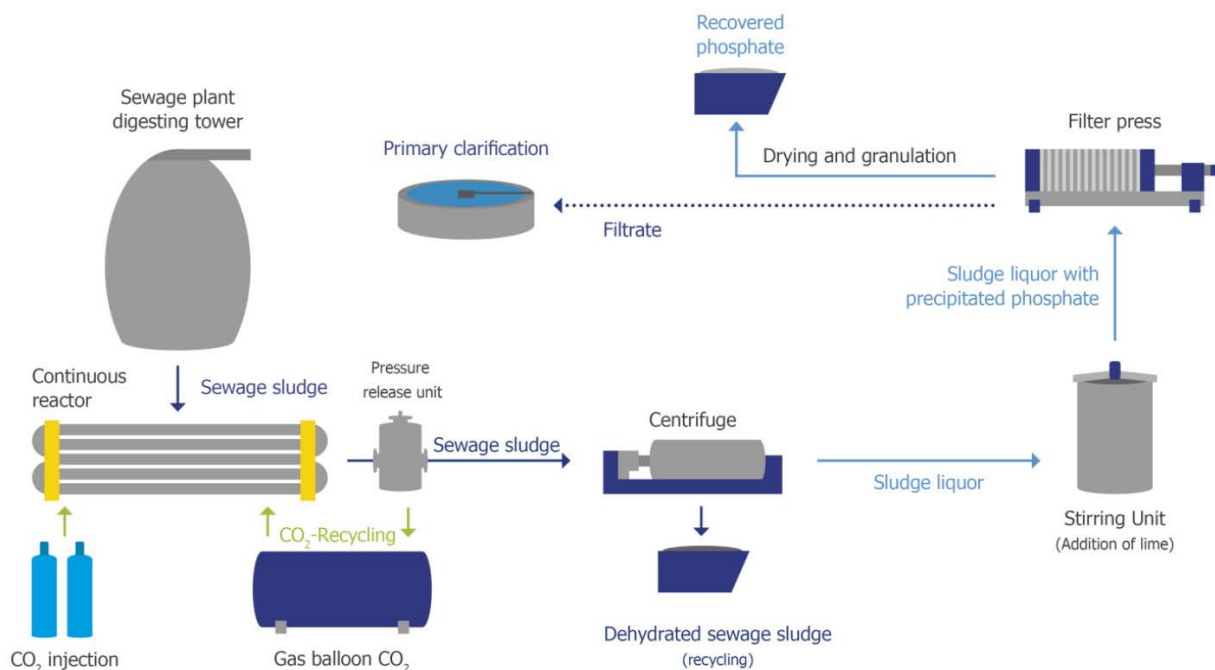 Recovered
phosphate
Sewage plant
digesting tower
Filter press
Primary clarification
Drying and granulation
Filtrate
Sludge liquor with
precipitated phosphate
Continuous
reactor
Sewage sludge
Pressure
release unit
Centrifuge
Sewage sludge
Sludge liquor
CO₂-Recycling
Stirring Unit
(Addition of lime)
Dehydrated sewage sludge
(recycling)
CO₂ injection
Gas balloon CO₂